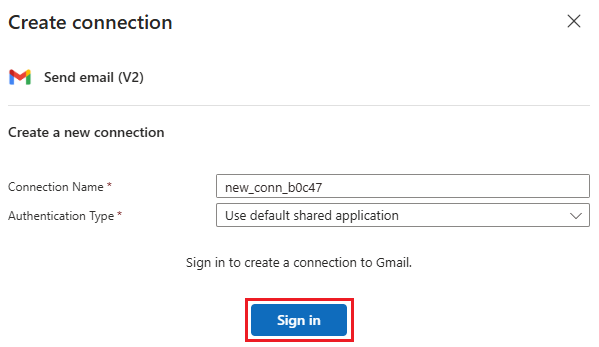 Create connection
Send email (V2)
Create a new connection
Connection Name *
new_conn_b0c47
Authentication Type *
Use default shared application
Sign in to create a connection to Gmail.
Sign in